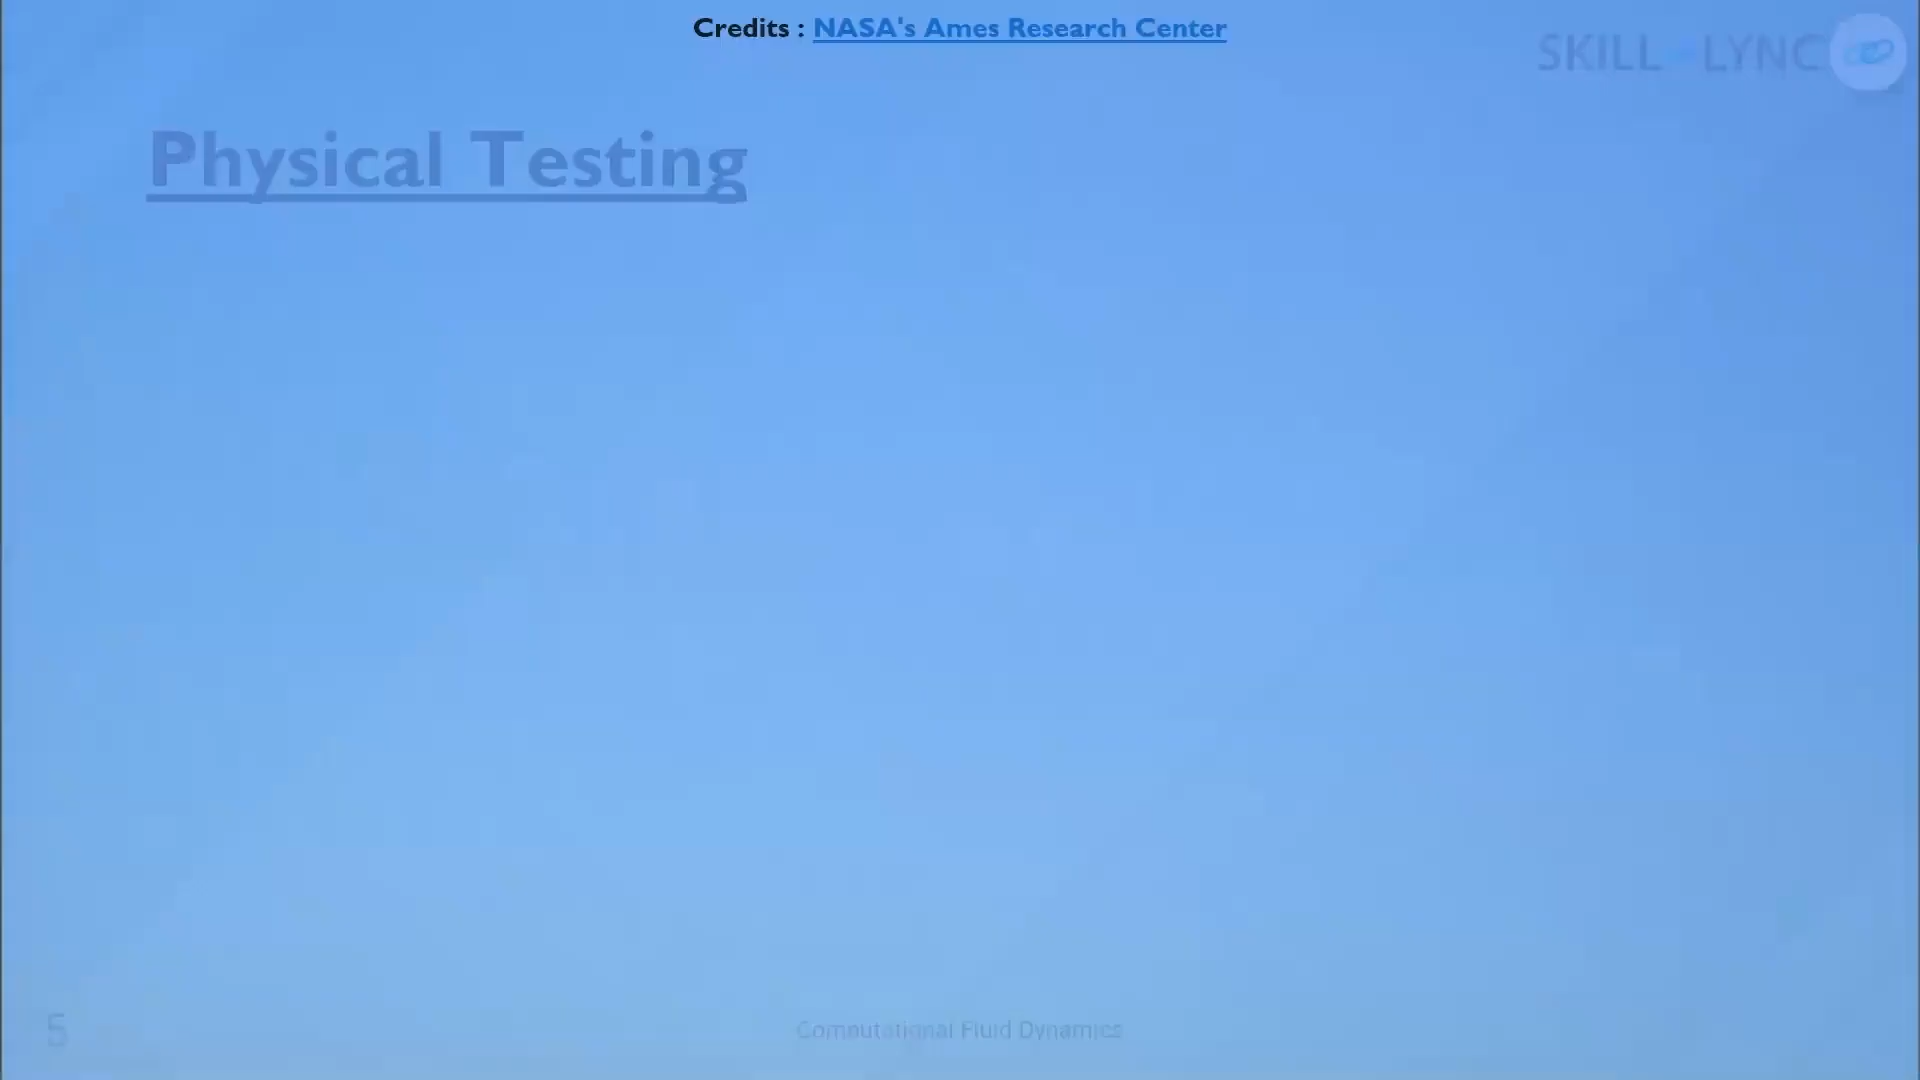 Credits : NASA's Ames Research Center
SKILL-LYNC
Physical Testing
5
Computational Fluid Dynamics